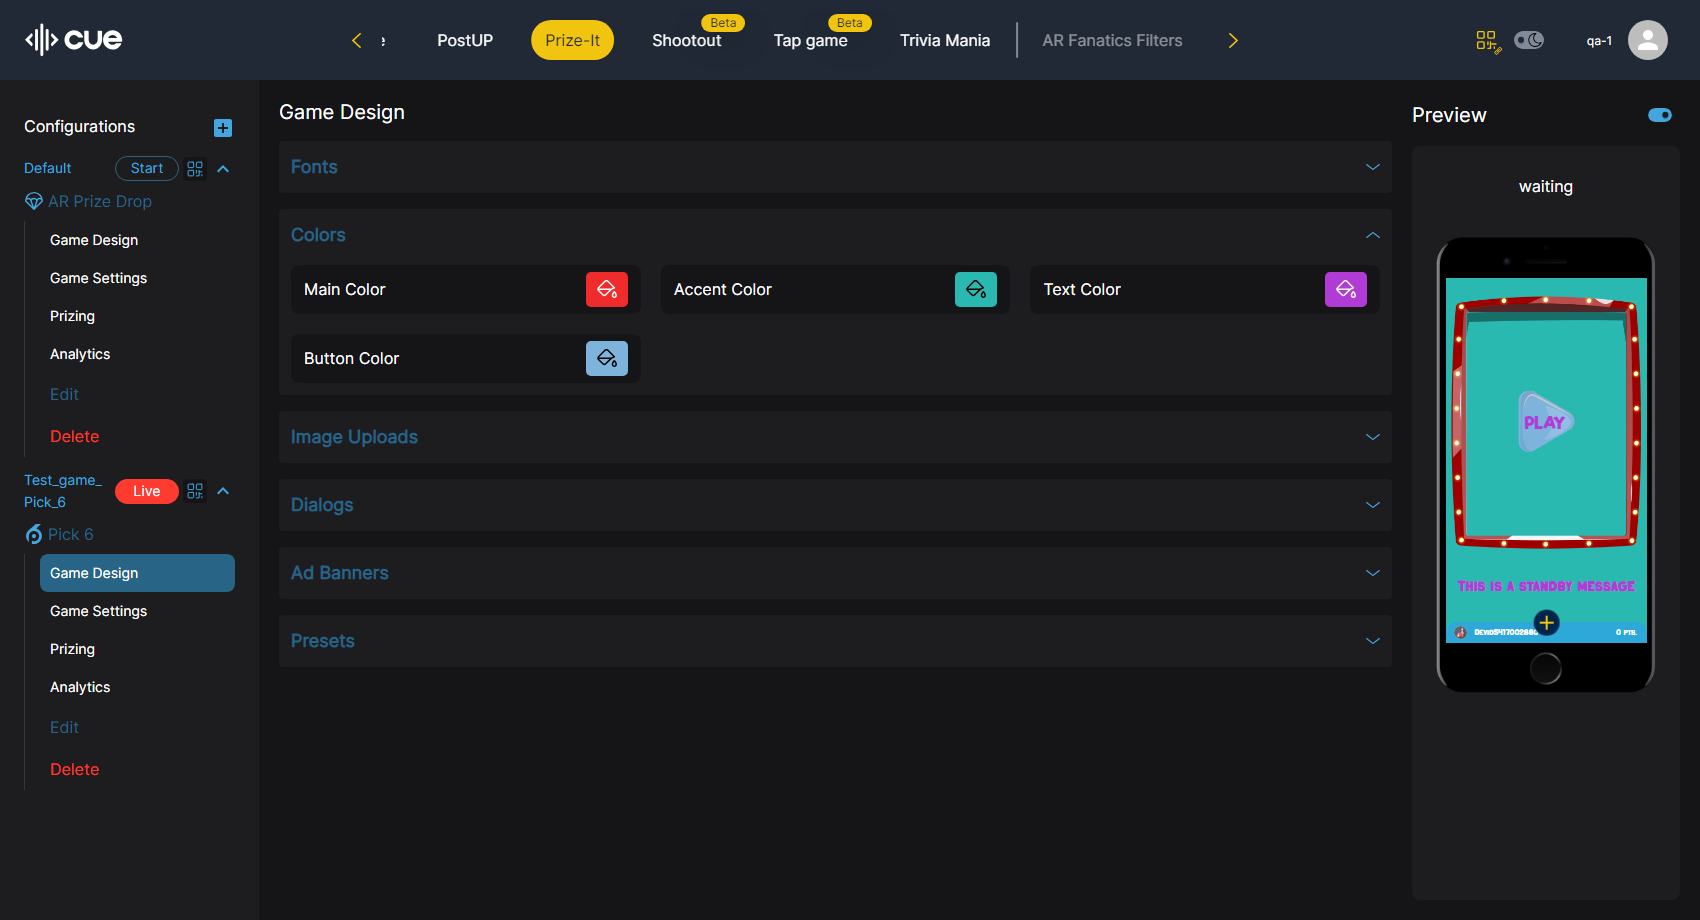 cue
PostUP
Prize-It
Shootout
Beta
Tap game
Beta
Trivia Mania
AR Fanatics Filters
qa-1
Configurations
Default
Start
AR Prize Drop
Game Design
Game Settings
Prizing
Analytics
Edit
Delete
Test_game_
Pick_6
Live
Pick 6
Game Design
Game Settings
Prizing
Analytics
Edit
Delete
Game Design
Fonts
Colors
Main Color
Accent Color
Text Color
Button Color
Image Uploads
Dialogs
Ad Banners
Presets
Preview
waiting
PLAY
THIS IS A STANDBY MESSAGE
0 PTS.